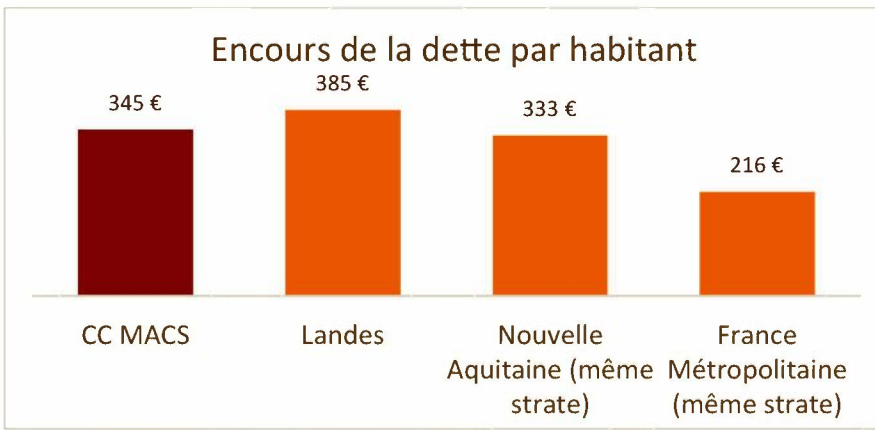 Encours de la dette par habitant
345 €
385 €
333 €
216 €
CC MACS
Landes
Nouvelle
Aquitaine (même
strate)
France
Métropolitaine
(même strate)